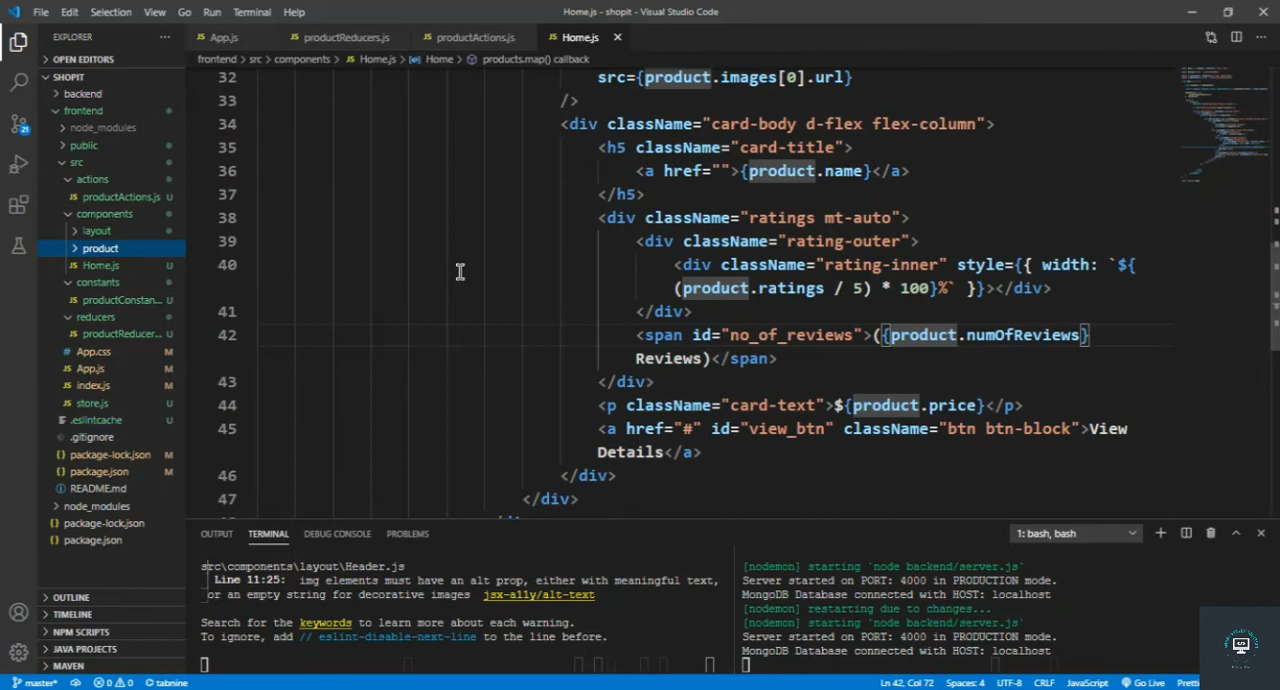 File Edit Selection View Go Run Terminal Help Home.js - shopit - Visual Studio Code
EXPLORER ... App.js productReducers.js productActions.js Home.js
OPEN EDITORS
frontend > src > components > JS Home.js > Home > products.map() callback
SHOPIT
backend
frontend
node_modules
public
src
actions
JS productActions.js U
components
layout
product
JS Home.js U
constants
JS productConstan... U
reducers
JS productReducer... U
# App.css M
JS App.js M
JS index.js M
JS store.js U
.eslintcache U
.gitignore
{} package-lock.json M
{} package.json M
README.md
node_modules
{} package-lock.json
{} package.json
OUTLINE
TIMELINE
NPM SCRIPTS
JAVA PROJECTS
MAVEN
32 src={product.images[0].url}
33 />
34 <div className="card-body d-flex flex-column">
35 <h5 className="card-title">
36 <a href="">{product.name}</a>
37 </h5>
38 <div className="ratings mt-auto">
39 <div className="rating-outer">
40 <div className="rating-inner" style={{ width: `${
(product.ratings / 5) * 100}%` }}></div>
41 </div>
42 <span id="no_of_reviews">({product.numOfReviews}
Reviews)</span>
43 </div>
44 <p className="card-text">${product.price}</p>
45 <a href="#" id="view_btn" className="btn btn-block">View
Details</a>
46 </div>
47 </div>
OUTPUT TERMINAL DEBUG CONSOLE PROBLEMS 1: bash, bash
src\components\layout\Header.js
Line 11:25: img elements must have an alt prop, either with meaningful text,
or an empty string for decorative images jsx-a11y/alt-text
Search for the keywords to learn more about each warning.
To ignore, add // eslint-disable-next-line to the line before.
[nodemon] starting `node backend/server.js`
Server started on PORT: 4000 in PRODUCTION mode.
MongoDB Database connected with HOST: localhost
[nodemon] restarting due to changes...
[nodemon] starting `node backend/server.js`
Server started on PORT: 4000 in PRODUCTION mode.
MongoDB Database connected with HOST: localhost
master* 0 0 tabnine Ln 42, Col 72 Spaces: 4 UTF-8 CRLF JavaScript Go Live
21